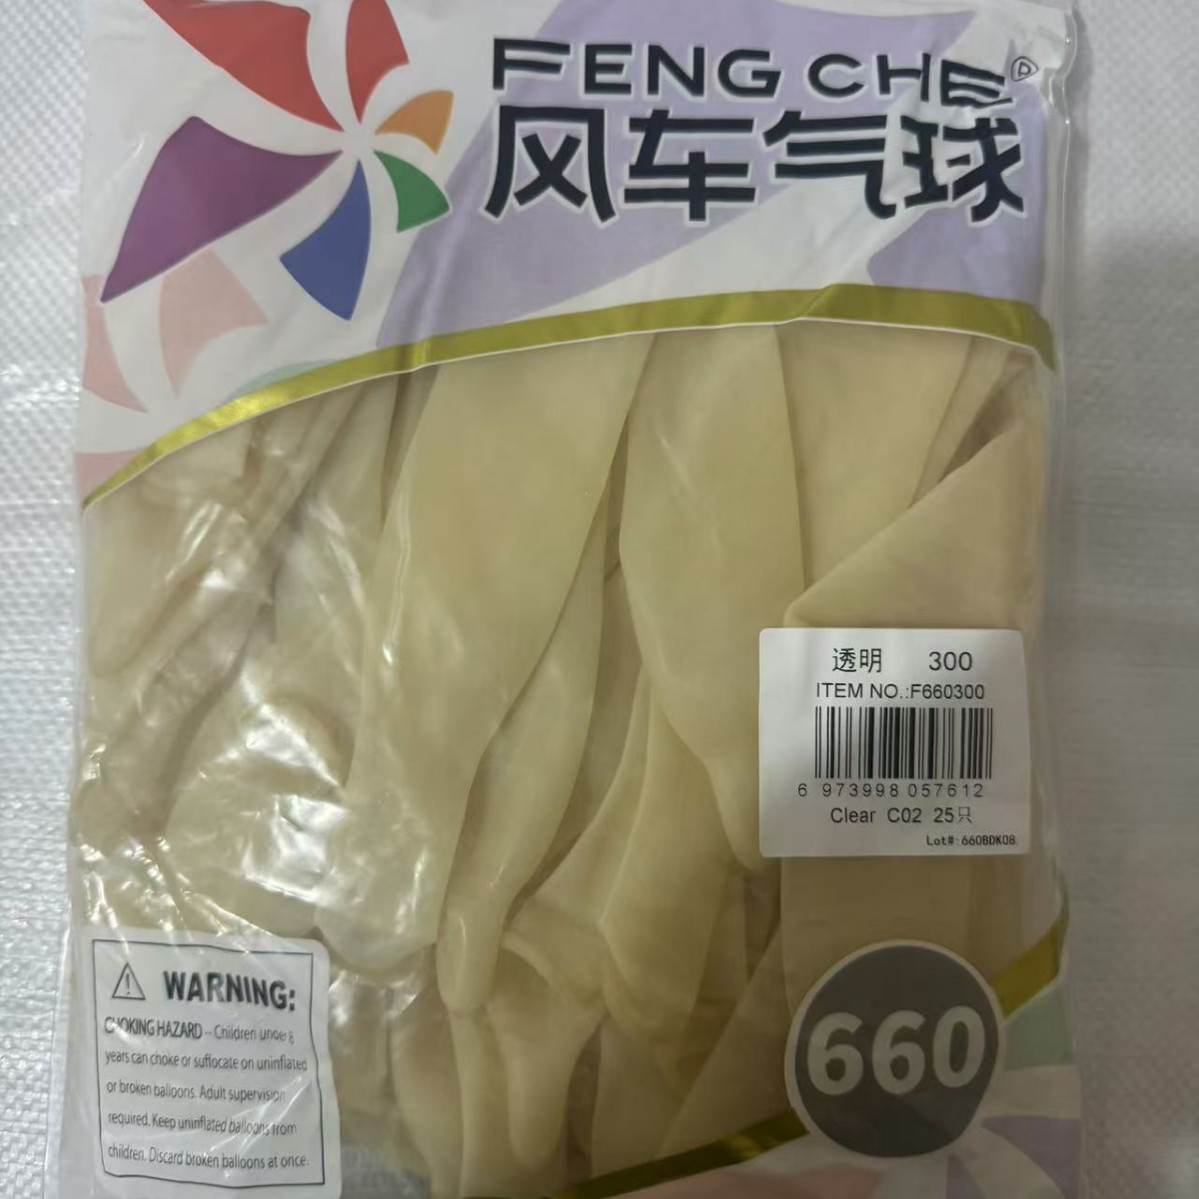 FENG CHE®
风车气球
透明 300
ITEM NO.:F660300
6 973998 057612
Clear C02 25只
Lot#:660BDK08
WARNING:
CHOKING HAZARD -- Children under 8
years can choke or suffocate on uninflated
or broken balloons. Adult supervision
required. Keep uninflated balloons from
children. Discard broken balloons at once.
660